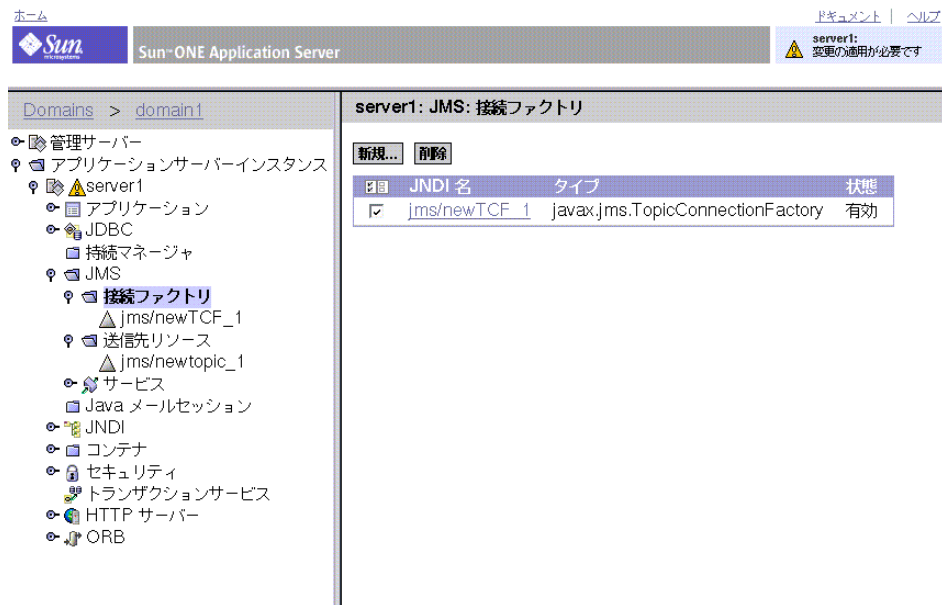 ホーム
ドキュメント | ヘルプ
Sun
microsystems
Sun™ ONE Application Server
server1:
変更の適用が必要です
Domains > domain1
server1: JMS: 接続ファクトリ
管理サーバー
アプリケーションサーバーインスタンス
server1
アプリケーション
JDBC
持続マネージャ
JMS
接続ファクトリ
jms/newTCF_1
送信先リソース
jms/newtopic_1
サービス
Java メールセッション
JNDI
コンテナ
セキュリティ
トランザクションサービス
HTTP サーバー
ORB
新規... 削除
JNDI 名 タイプ 状態
jms/newTCF_1 javax.jms.TopicConnectionFactory 有効